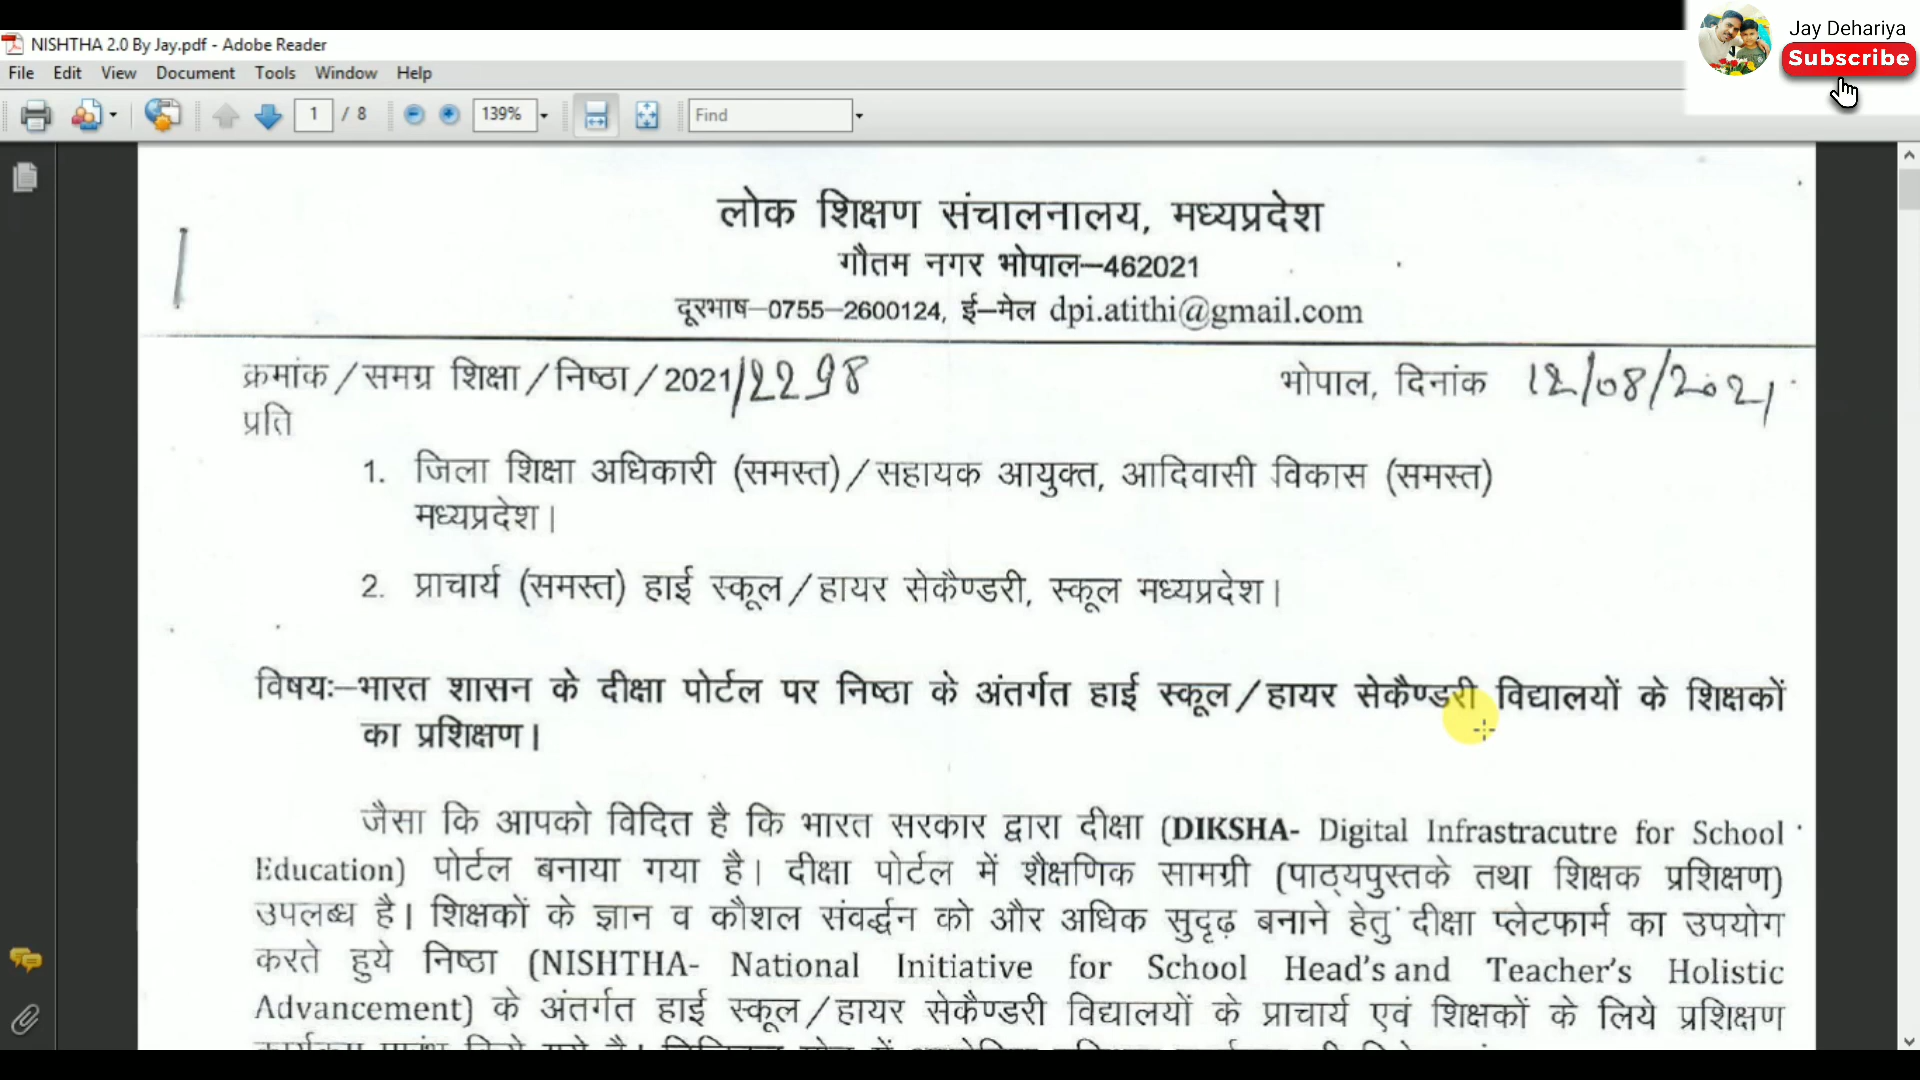 Jay Dehariya
Subscribe
NISHTHA 2.0 By Jay.pdf - Adobe Reader
File Edit View Document Tools Window Help
1 / 8 139% Find
लोक शिक्षण संचालनालय, मध्यप्रदेश
गौतम नगर भोपाल–462021
दूरभाष–0755–2600124, ई–मेल dpi.atithi@gmail.com
क्रमांक/समग्र शिक्षा/निष्ठा/2021/2298 भोपाल, दिनांक 12/08/2021
प्रति
1. जिला शिक्षा अधिकारी (समस्त)/सहायक आयुक्त, आदिवासी विकास (समस्त)
मध्यप्रदेश।
2. प्राचार्य (समस्त) हाई स्कूल/हायर सेकैण्डरी, स्कूल मध्यप्रदेश।
विषयः–भारत शासन के दीक्षा पोर्टल पर निष्ठा के अंतर्गत हाई स्कूल/हायर सेकैण्डरी विद्यालयों के शिक्षकों
का प्रशिक्षण।
जैसा कि आपको विदित है कि भारत सरकार द्वारा दीक्षा (DIKSHA- Digital Infrastracutre for School
Education) पोर्टल बनाया गया है। दीक्षा पोर्टल में शैक्षणिक सामग्री (पाठ्यपुस्तके तथा शिक्षक प्रशिक्षण)
उपलब्ध है। शिक्षकों के ज्ञान व कौशल संवर्द्धन को और अधिक सुदृढ़ बनाने हेतु दीक्षा प्लेटफार्म का उपयोग
करते हुये निष्ठा (NISHTHA- National Initiative for School Head's and Teacher's Holistic
Advancement) के अंतर्गत हाई स्कूल/हायर सेकैण्डरी विद्यालयों के प्राचार्य एवं शिक्षकों के लिये प्रशिक्षण